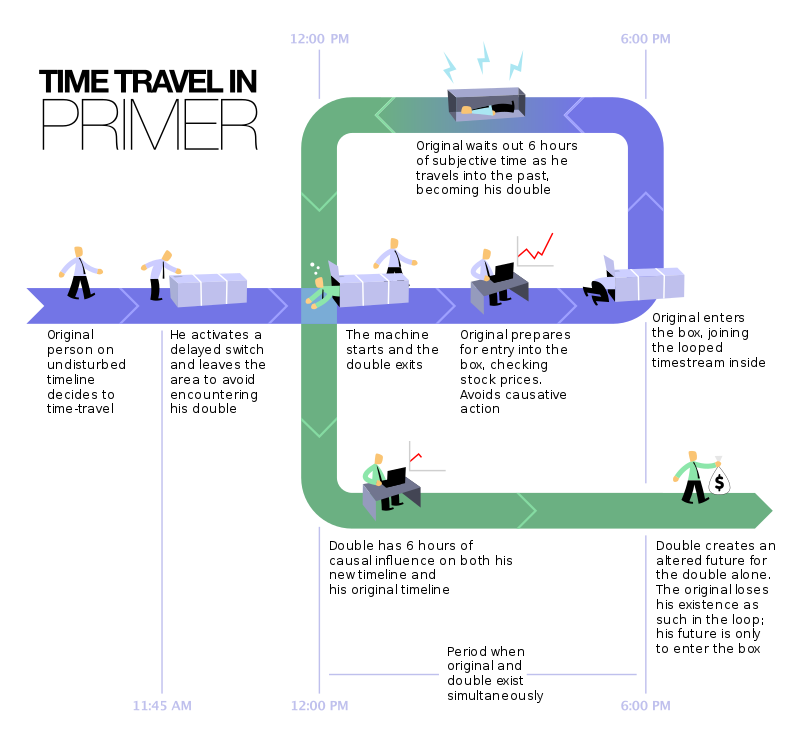 12:00 PM
6:00 PM
TIME TRAVEL IN
PRIMER
Original waits out 6 hours
of subjective time as he
travels into the past,
becoming his double
Original
person on
undisturbed
timeline
decides to
time-travel
He activates a
delayed switch
and leaves the
area to avoid
encountering
his double
The machine
starts and the
double exits
Original prepares
for entry into the
box, checking
stock prices.
Avoids causative
action
Original enters
the box, joining
the looped
timestream inside
$
Double has 6 hours of
causal influence on both his
new timeline and
his original timeline
Double creates an
altered future for
the double alone.
The original loses
his existence as
such in the loop;
his future is only
to enter the box
Period when
original and
double exist
simultaneously
11:45 AM
12:00 PM
6:00 PM